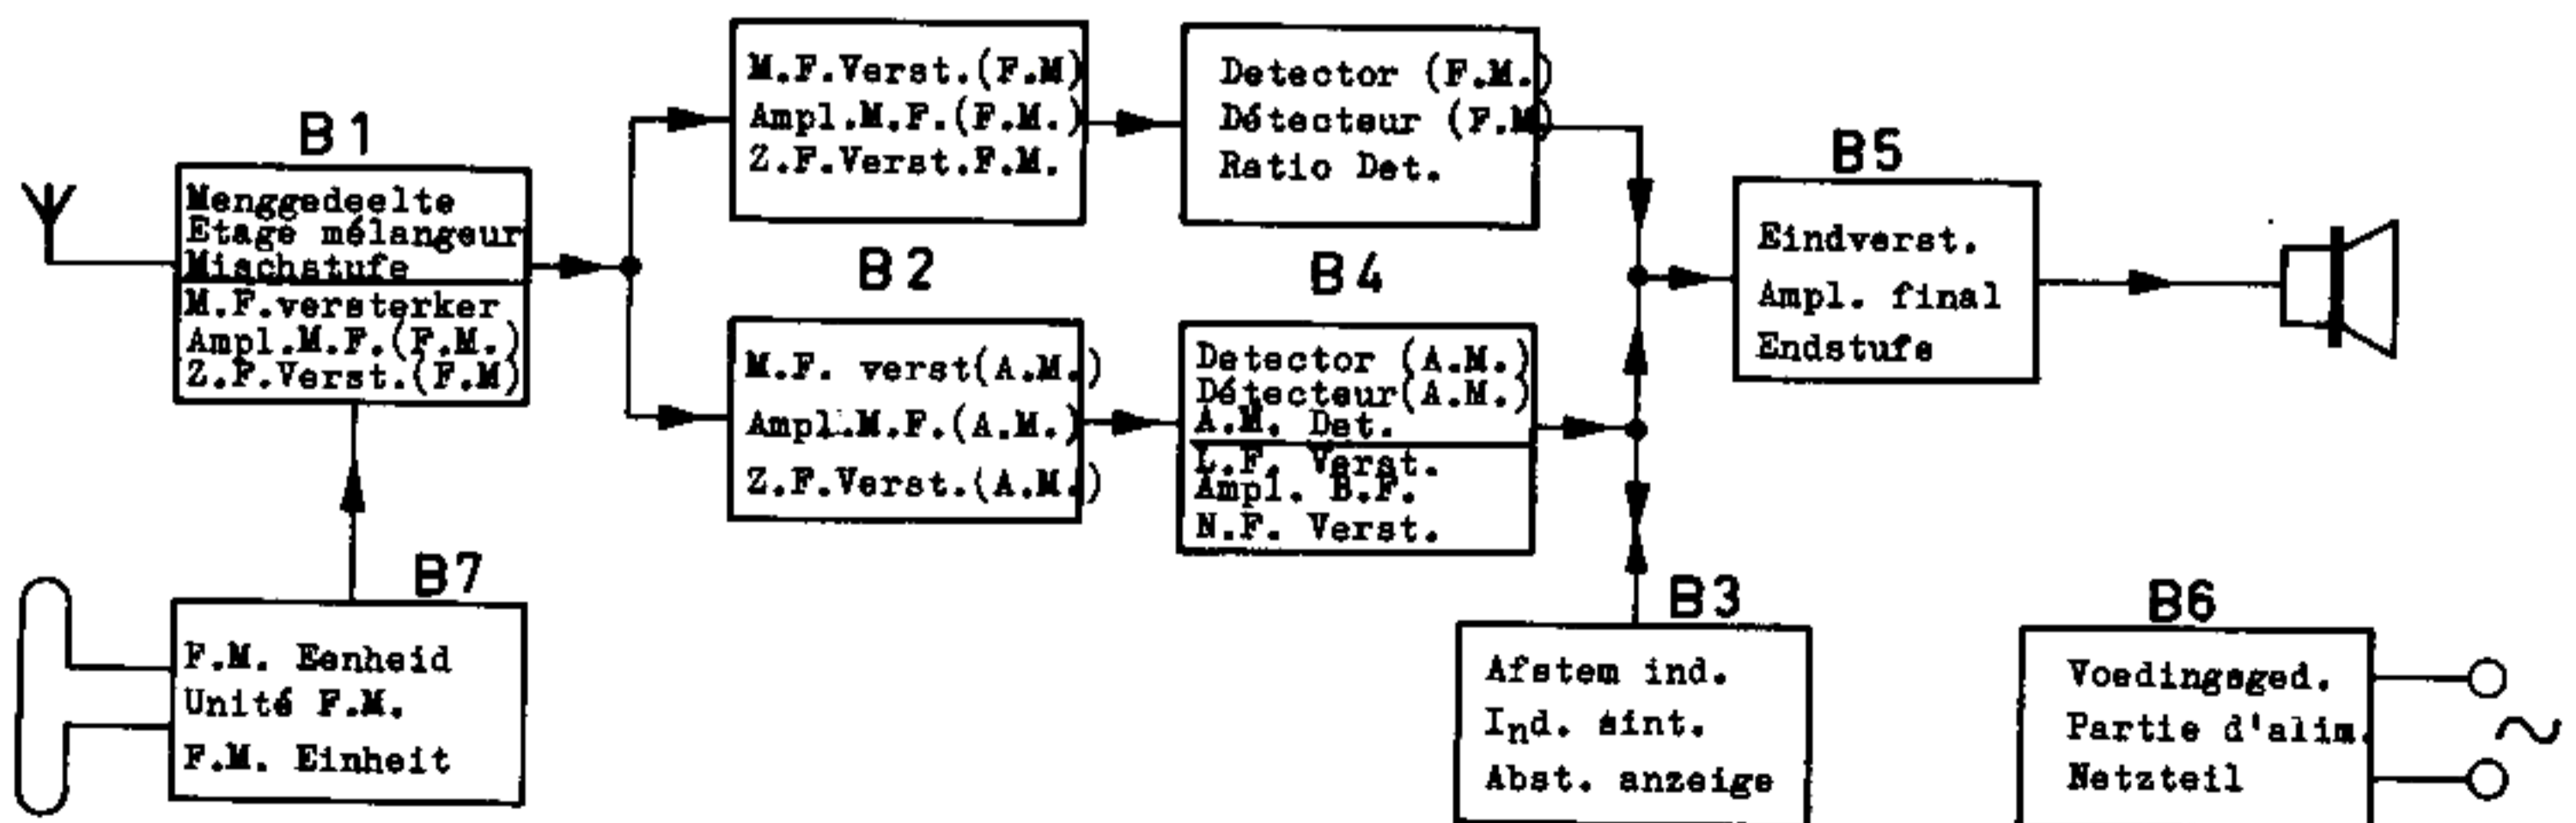 B1
Menggedeelte
Etage mélangeur
Mischstufe
M.F.versterker
Ampl.M.F.(F.M.)
Z.F.Verst.(F.M)
M.F.Verst.(F.M)
Ampl.M.F.(F.M.)
Z.F.Verst.F.M.
Detector (F.M.)
Détecteur (F.M)
Ratio Det.
B2
M.F. verst(A.M.)
Ampl.M.F.(A.M.)
Z.F.Verst.(A.M.)
B4
Detector (A.M.)
Détecteur(A.M.)
A.M. Det.
L.F. Verst.
Ampl. B.F.
N.F. Verst.
B5
Eindverst.
Ampl. final
Endstufe
B7
F.M. Eenheid
Unité F.M.
F.M. Einheit
B3
Afstem ind.
Ind. sint.
Abst. anzeige
B6
Voedingsged.
Partie d'alim.
Netzteil
~